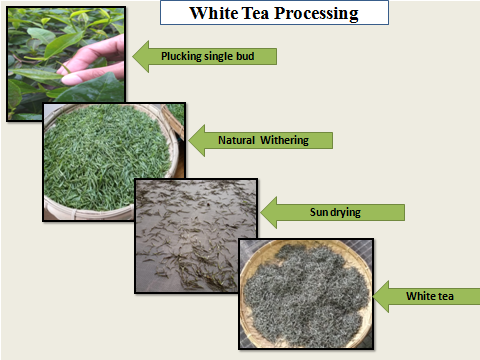 White Tea Processing
Plucking single bud
Natural Withering
Sun drying
White tea